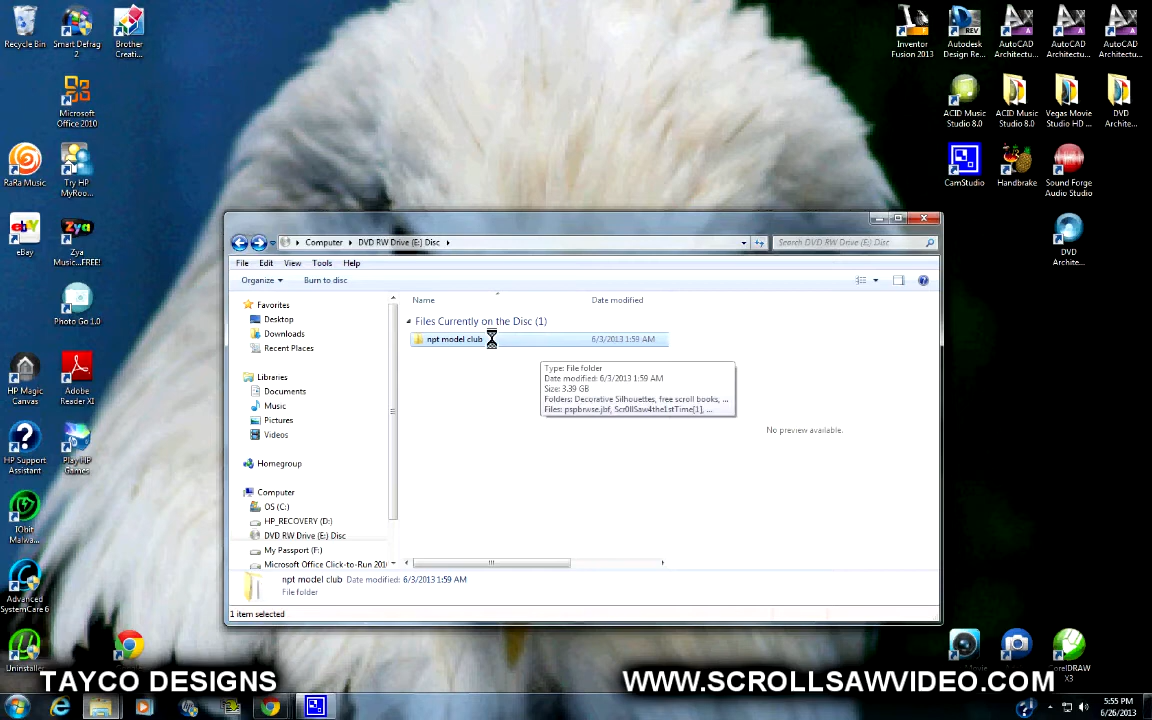 Recycle Bin
Smart Defrag
2
Brother
Creati...
Microsoft
Office 2010
RaRa Music
Try HP
MyRoo...
eBay
Zya
Music...FREE!
Photo Go 1.0
HP Magic
Canvas
Adobe
Reader XI
HP Support
Assistant
Play HP
Games
IObit
Malwa...
Advanced
SystemCare 6
Uninstaller
Inventor
Fusion 2013
Autodesk
Design Re...
AutoCAD
Architectu...
AutoCAD
Architectu...
AutoCAD
Architectu...
ACID Music
Studio 8.0
ACID Music
Studio 8.0
Vegas Movie
Studio HD ...
DVD
Archite...
CamStudio
Handbrake
Sound Forge
Audio Studio
DVD
Archite...
Computer
DVD RW Drive (E:) Disc
Search DVD RW Drive (E:) Disc
File Edit View Tools Help
Organize Burn to disc
Favorites
Desktop
Downloads
Recent Places
Libraries
Documents
Music
Pictures
Videos
Homegroup
Computer
OS (C:)
HP_RECOVERY (D:)
DVD RW Drive (E:) Disc
My Passport (F:)
Microsoft Office Click-to-Run 2010
Name Date modified
Files Currently on the Disc (1)
npt model club 6/3/2013 1:59 AM
Type: File folder
Date modified: 6/3/2013 1:59 AM
Size: 3.39 GB
Folders: Decorative Silhouettes, free scroll books, ...
Files: pspbrwse.jbf, Scr0llSaw4the1stTime[1], ...
No preview available.
npt model club Date modified: 6/3/2013 1:59 AM
File folder
1 item selected
X3
TAYCO DESIGNS
WWW.SCROLLSAWVIDEO.COM
5:55 PM
6/26/2013